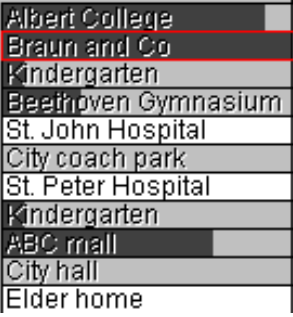 Albert College
Braun and Co
Kindergarten
Beethoven Gymnasium
St. John Hospital
City coach park
St. Peter Hospital
Kindergarten
ABC mall
City hall
Elder home